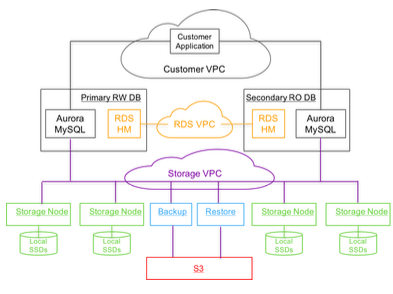 Customer
Application
Customer VPC
Primary RW DB
Secondary RO DB
Aurora
MySQL
RDS
HM
RDS VPC
RDS
HM
Aurora
MySQL
Storage VPC
Storage Node
Storage Node
Backup
Restore
Storage Node
Storage Node
Local
SSDs
Local
SSDs
Local
SSDs
Local
SSDs
S3